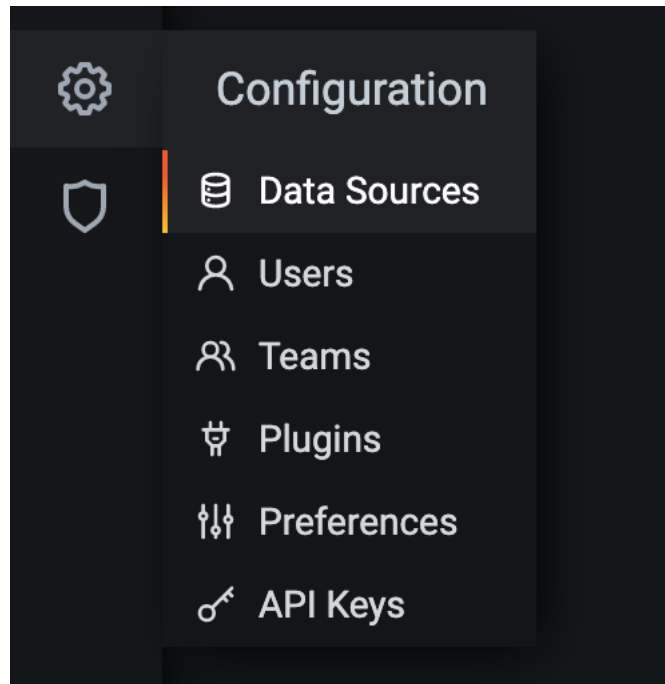 Configuration
Data Sources
Users
Teams
Plugins
Preferences
API Keys